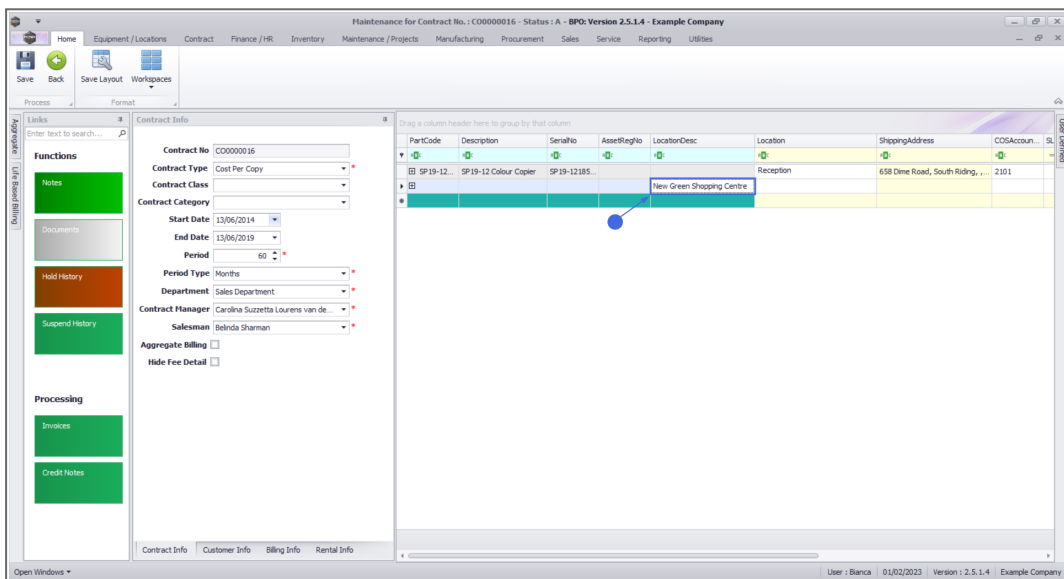 Maintenance for Contract No. : CO0000016 - Status : A - BPO: Version 2.5.1.4 - Example Company
Home Equipment / Locations Contract Finance / HR Inventory Maintenance / Projects Manufacturing Procurement Sales Service Reporting Utilities
Save Back Save Layout Workspaces
Process Format
Aggregate
Life Based Billing
Links
Enter text to search...
Functions
Notes
Documents
Hold History
Suspend History
Processing
Invoices
Credit Notes
Contract Info
Contract No CO0000016
Contract Type Cost Per Copy *
Contract Class
Contract Category
Start Date 13/06/2014
End Date 13/06/2019
Period 60 *
Period Type Months *
Department Sales Department *
Contract Manager Carolina Suzzetta Lourens van de... *
Salesman Belinda Sharman *
Aggregate Billing
Hide Fee Detail
Contract Info Customer Info Billing Info Rental Info
Drag a column header here to group by that column
PartCode Description SerialNo AssetRegNo LocationDesc Location ShippingAddress COSAccoun... SL
SP19-12... SP19-12 Colour Copier SP19-12185... Reception 658 Dime Road, South Riding, ,... 2101
New Green Shopping Centre
User Defined
Open Windows
User : Bianca 01/02/2023 Version : 2.5.1.4 Example Company